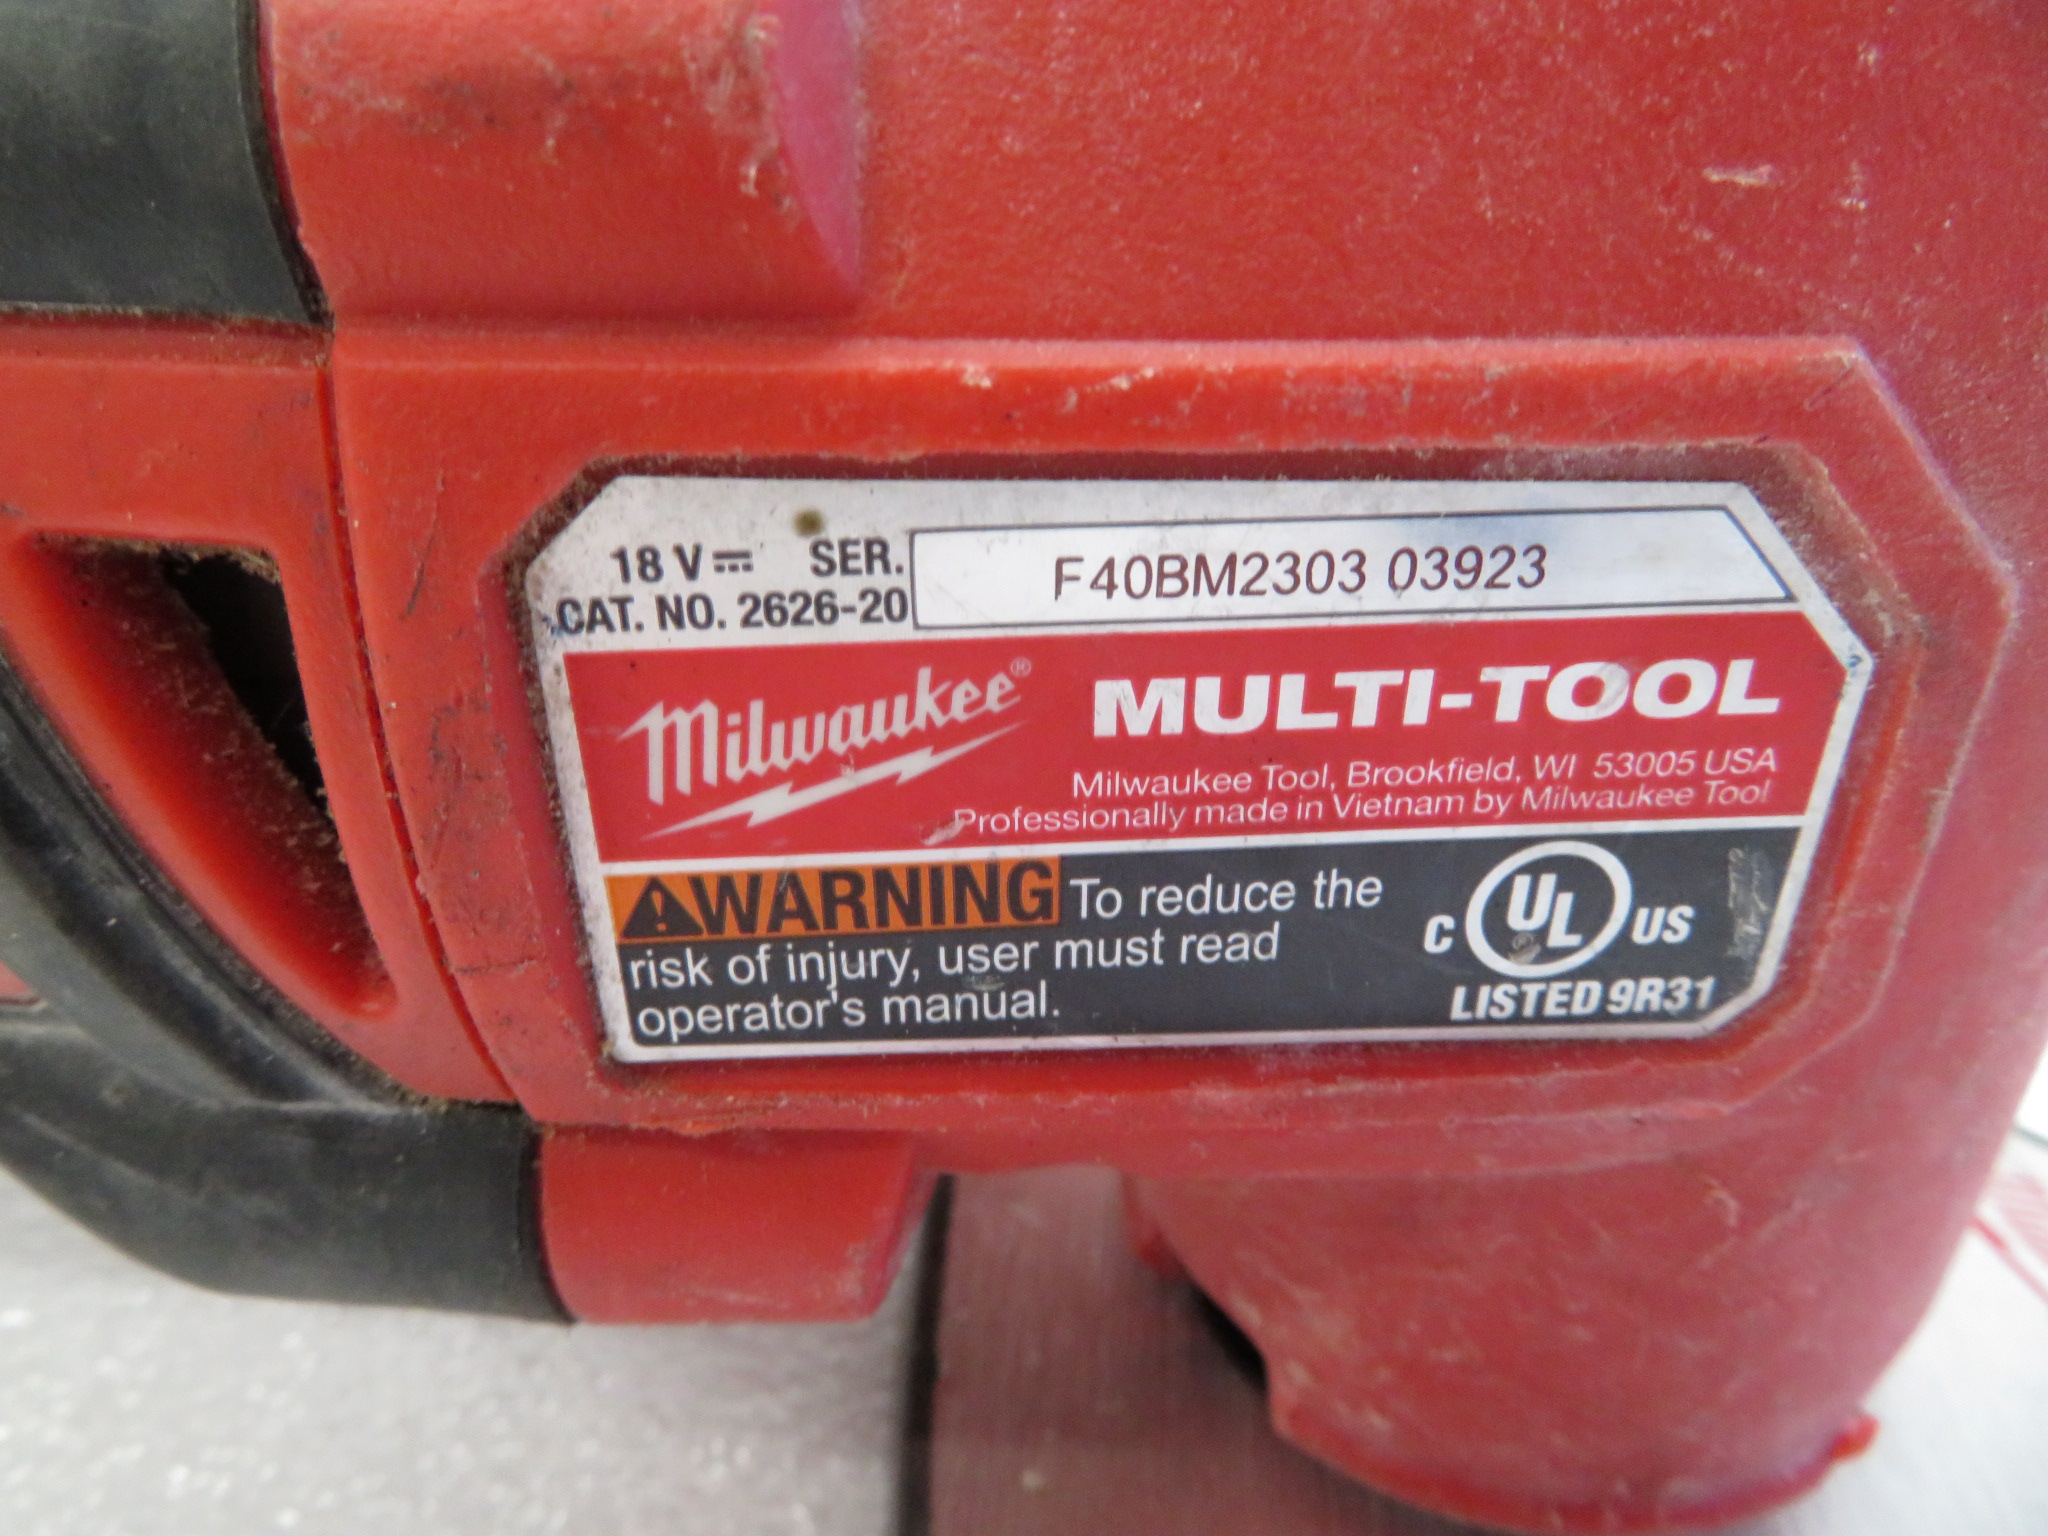 18 V SER. F40BM2303 03923
CAT. NO. 2626-20
Milwaukee®
MULTI-TOOL
Milwaukee Tool, Brookfield, WI 53005 USA
Professionally made in Vietnam by Milwaukee Tool
WARNING To reduce the
risk of injury, user must read
operator's manual.
C UL US
LISTED 9R31